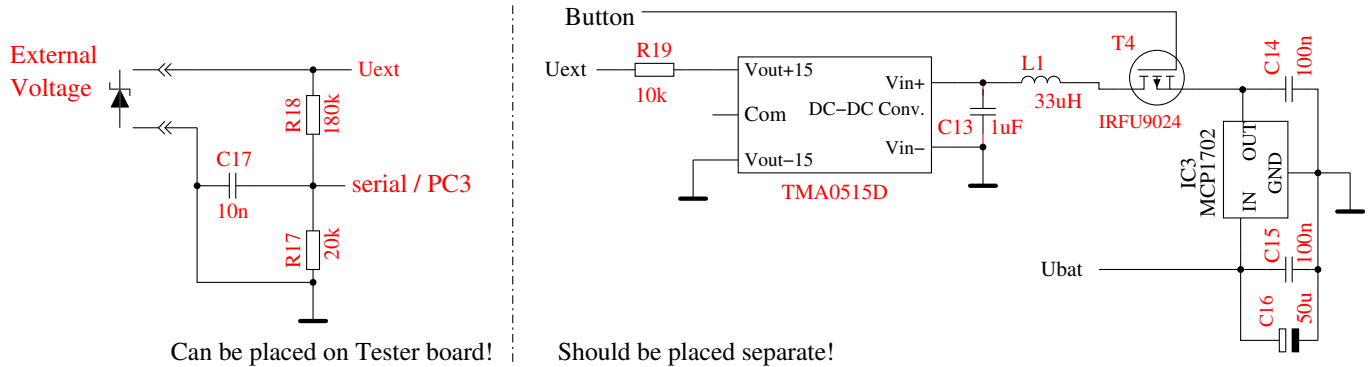 External
Voltage
Uext
R18
180k
C17
10n
serial / PC3
R17
20k
Can be placed on Tester board!
Button
Uext
R19
10k
Vout+15
Com
Vout−15
Vin+
DC−DC Conv.
Vin−
TMA0515D
C13
1uF
L1
33uH
T4
IRFU9024
C14
100n
IC3
MCP1702
OUT
GND
IN
C15
100n
Ubat
C16
50u
Should be placed separate!